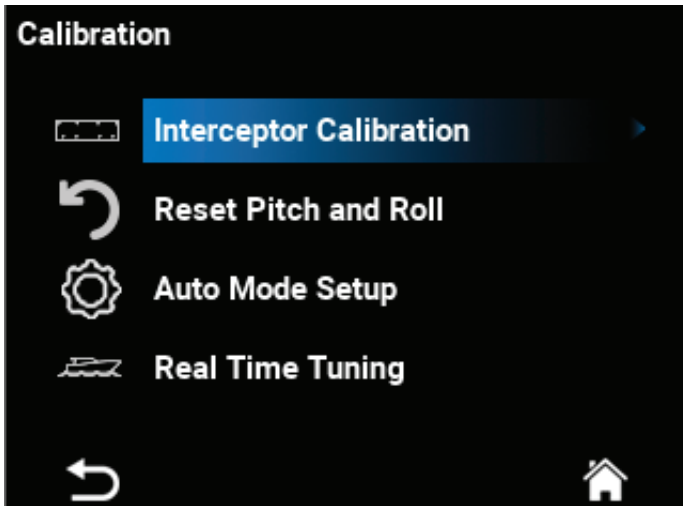 Calibration
Interceptor Calibration
Reset Pitch and Roll
Auto Mode Setup
Real Time Tuning